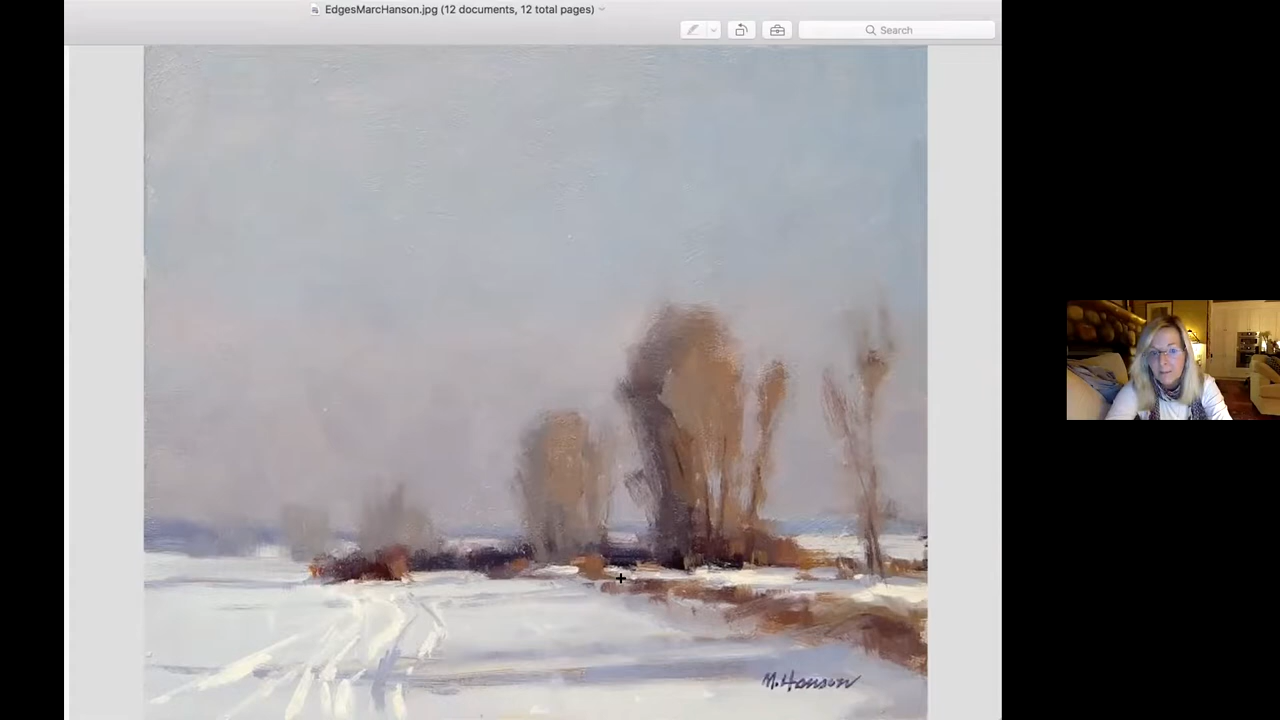 EdgesMarcHanson.jpg (12 documents, 12 total pages)
Search
M. Hanson